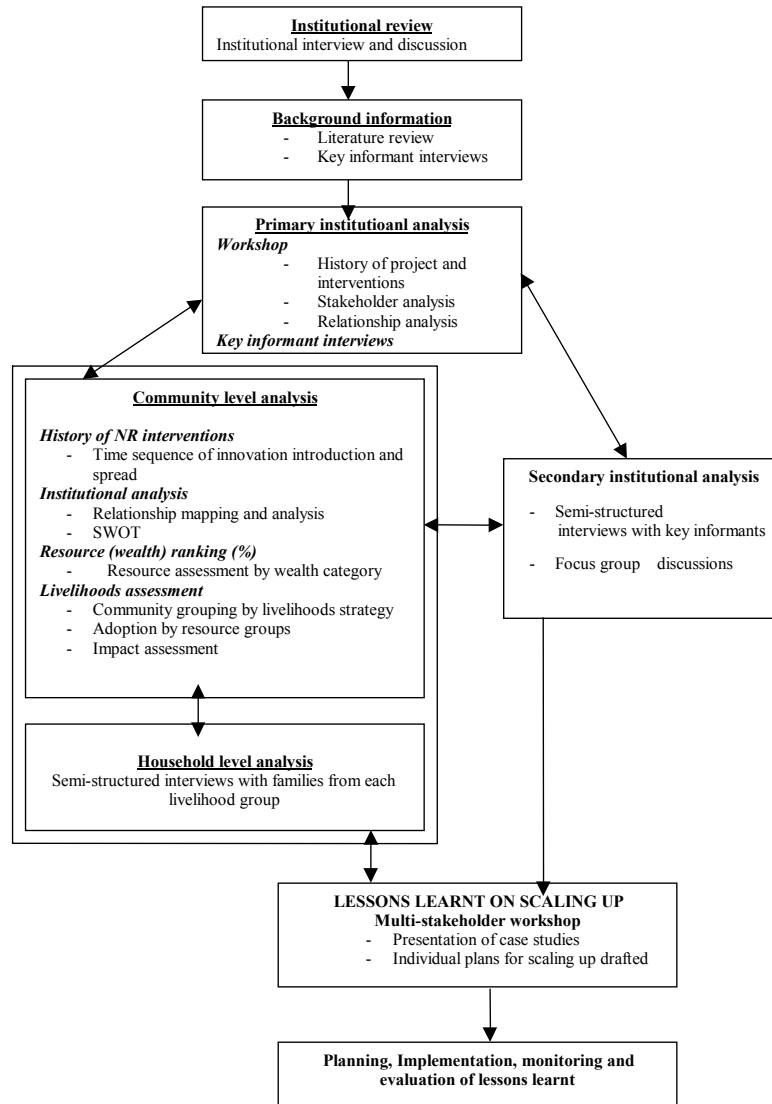 Institutional review
Institutional interview and discussion
Background information
- Literature review
- Key informant interviews
Primary institutioanl analysis
Workshop
- History of project and
interventions
- Stakeholder analysis
- Relationship analysis
Key informant interviews
Community level analysis
History of NR interventions
- Time sequence of innovation introduction and
spread
Institutional analysis
- Relationship mapping and analysis
- SWOT
Resource (wealth) ranking (%)
- Resource assessment by wealth category
Livelihoods assessment
- Community grouping by livelihoods strategy
- Adoption by resource groups
- Impact assessment
Secondary institutional analysis
- Semi-structured
interviews with key informants
- Focus group discussions
Household level analysis
Semi-structured interviews with families from each
livelihood group
LESSONS LEARNT ON SCALING UP
Multi-stakeholder workshop
- Presentation of case studies
- Individual plans for scaling up drafted
Planning, Implementation, monitoring and
evaluation of lessons learnt